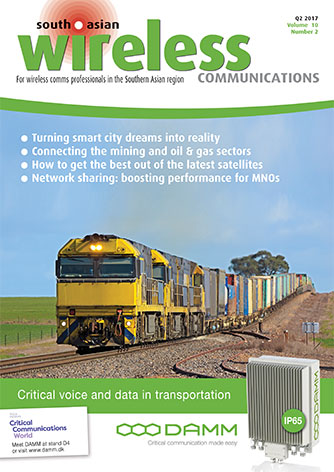 south asian
wireless
COMMUNICATIONS
Q2 2017
Volume 10
Number 2
For wireless comms professionals in the Southern Asian region
Turning smart city dreams into reality
Connecting the mining and oil & gas sectors
How to get the best out of the latest satellites
Network sharing: boosting performance for MNOs
Critical voice and data in transportation
Critical
Communications
World
Meet DAMM at stand D4
or visit www.damm.dk
DAMM
Critical communication made easy
IP65